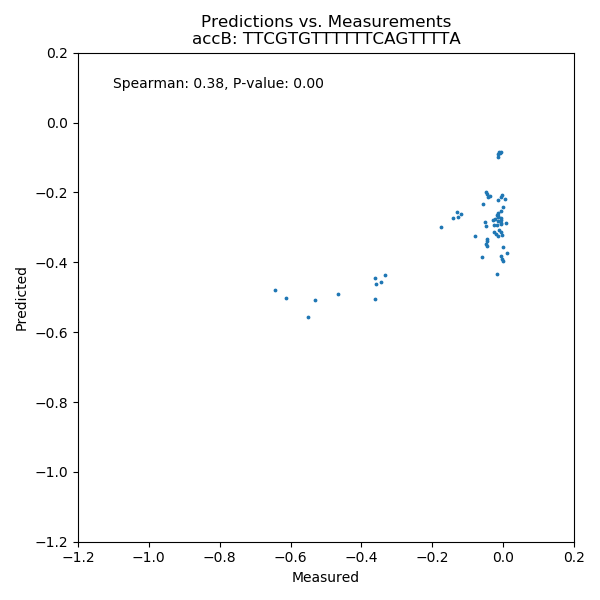 Predictions vs. Measurements
accB: TTCGTGTTTTTTCAGTTTTA
Spearman: 0.38, P-value: 0.00
0.2
0.0
−0.2
−0.4
−0.6
−0.8
−1.0
−1.2
Predicted
−1.2 −1.0 −0.8 −0.6 −0.4 −0.2 0.0 0.2
Measured